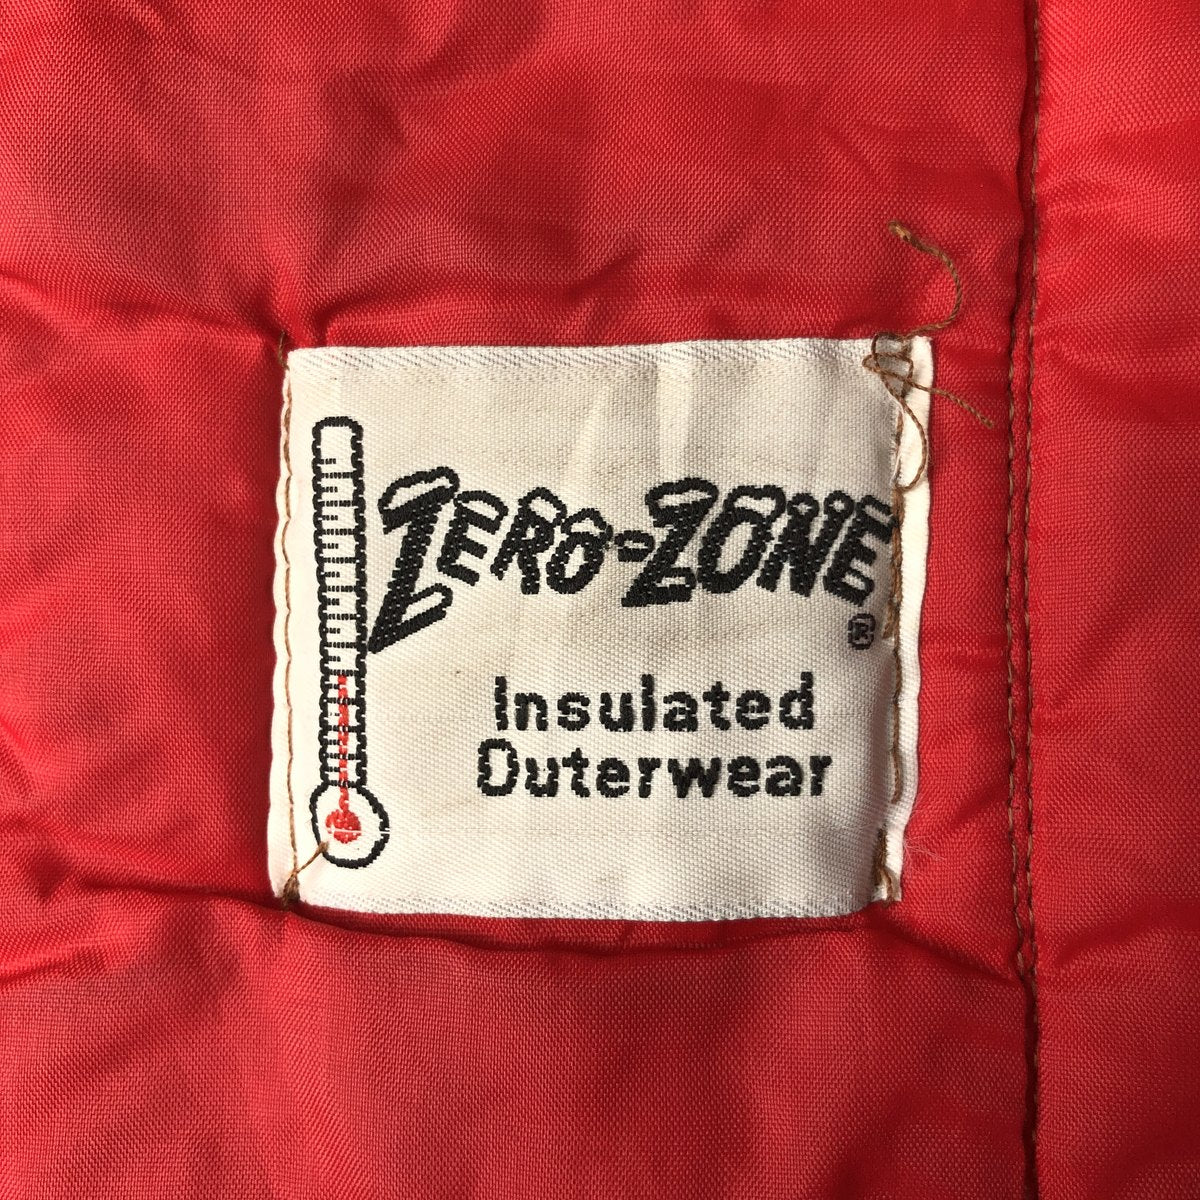 ZERO-ZONE
®
Insulated
Outerwear